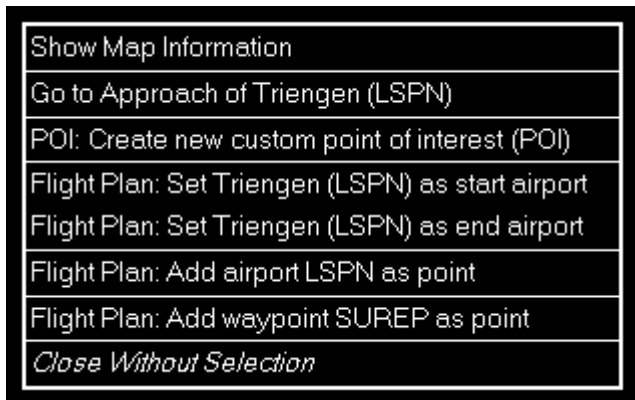 Show Map Information
Go to Approach of Triengen (LSPN)
POI: Create new custom point of interest (POI)
Flight Plan: Set Triengen (LSPN) as start airport
Flight Plan: Set Triengen (LSPN) as end airport
Flight Plan: Add airport LSPN as point
Flight Plan: Add waypoint SUREP as point
Close Without Selection